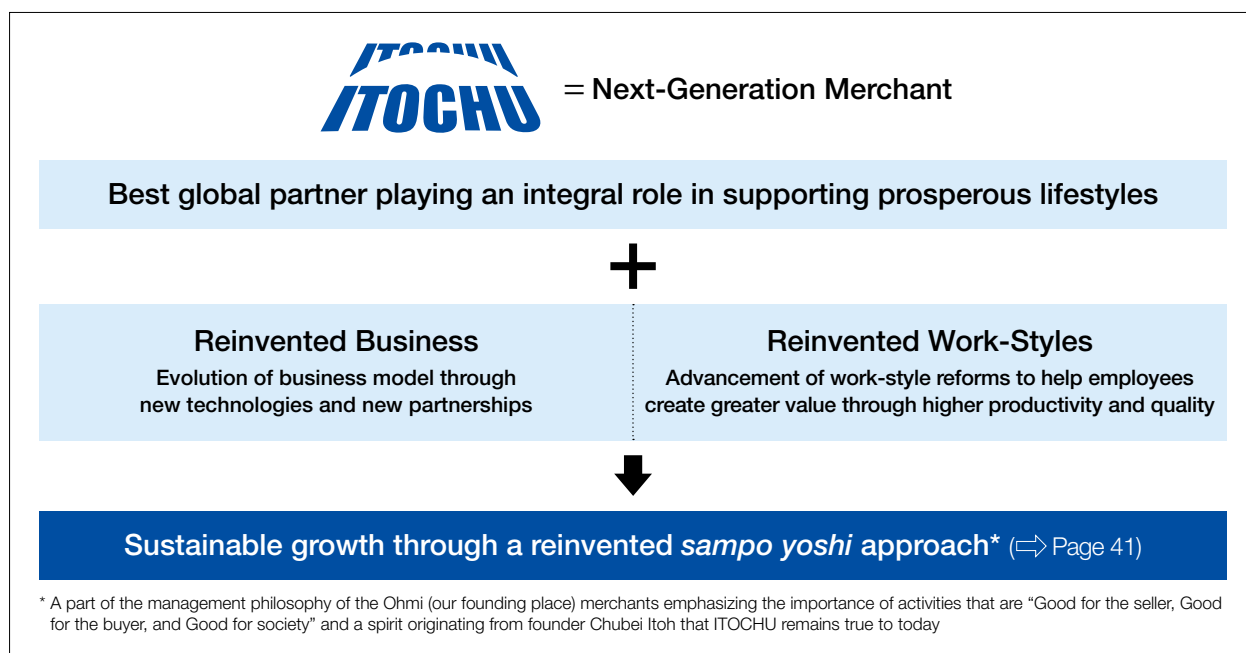 ITOCHU
ITOCHU = Next-Generation Merchant
Best global partner playing an integral role in supporting prosperous lifestyles
+
Reinvented Business
Evolution of business model through
new technologies and new partnerships
Reinvented Work-Styles
Advancement of work-style reforms to help employees
create greater value through higher productivity and quality
Sustainable growth through a reinvented sampo yoshi approach* (⇨ Page 41)
* A part of the management philosophy of the Ohmi (our founding place) merchants emphasizing the importance of activities that are “Good for the seller, Good
for the buyer, and Good for society” and a spirit originating from founder Chubei Itoh that ITOCHU remains true to today